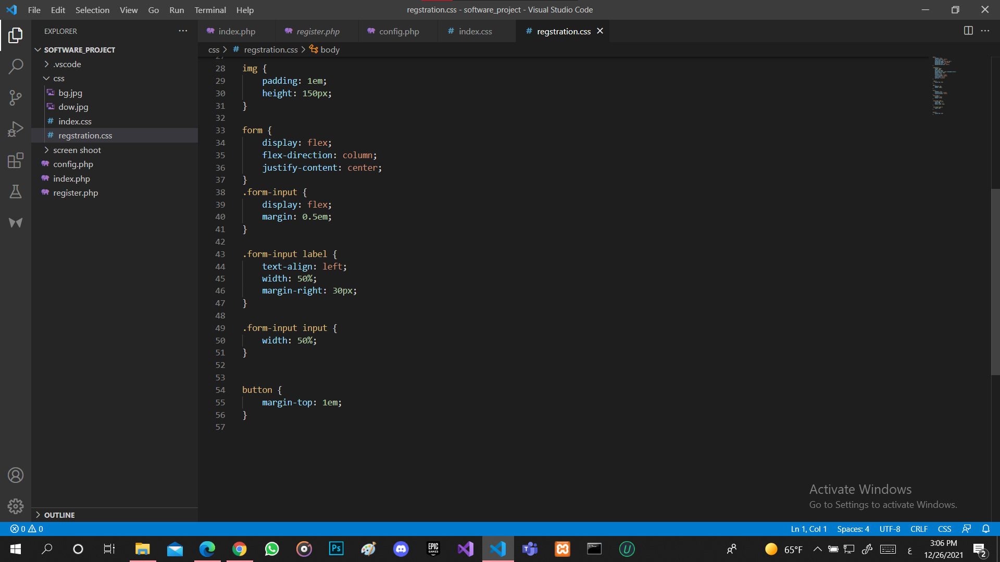 File Edit Selection View Go Run Terminal Help
regstration.css - software_project - Visual Studio Code
EXPLORER
index.php
register.php
config.php
# index.css
# regstration.css
SOFTWARE_PROJECT
css > # regstration.css > body
.vscode
css
bg.jpg
dow.jpg
# index.css
# regstration.css
screen shoot
config.php
index.php
register.php
27
28 img {
29 padding: 1em;
30 height: 150px;
31 }
32
33 form {
34 display: flex;
35 flex-direction: column;
36 justify-content: center;
37 }
38 .form-input {
39 display: flex;
40 margin: 0.5em;
41 }
42
43 .form-input label {
44 text-align: left;
45 width: 50%;
46 margin-right: 30px;
47 }
48
49 .form-input input {
50 width: 50%;
51 }
52
53
54 button {
55 margin-top: 1em;
56 }
57
Activate Windows
Go to Settings to activate Windows.
OUTLINE
0 0
Ln 1, Col 1 Spaces: 4 UTF-8 CRLF CSS
Ps
EPIC GAMES
U
65°F
ع
3:06 PM
12/26/2021
2